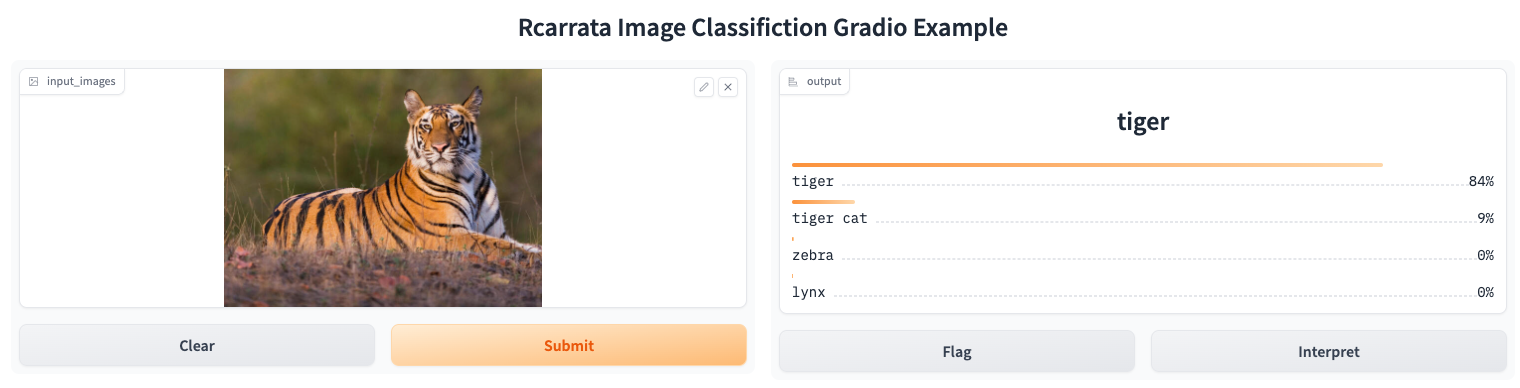 Rcarrata Image Classifiction Gradio Example
input_images
output
tiger
tiger 84%
tiger cat 9%
zebra 0%
lynx 0%
Clear Submit
Flag Interpret